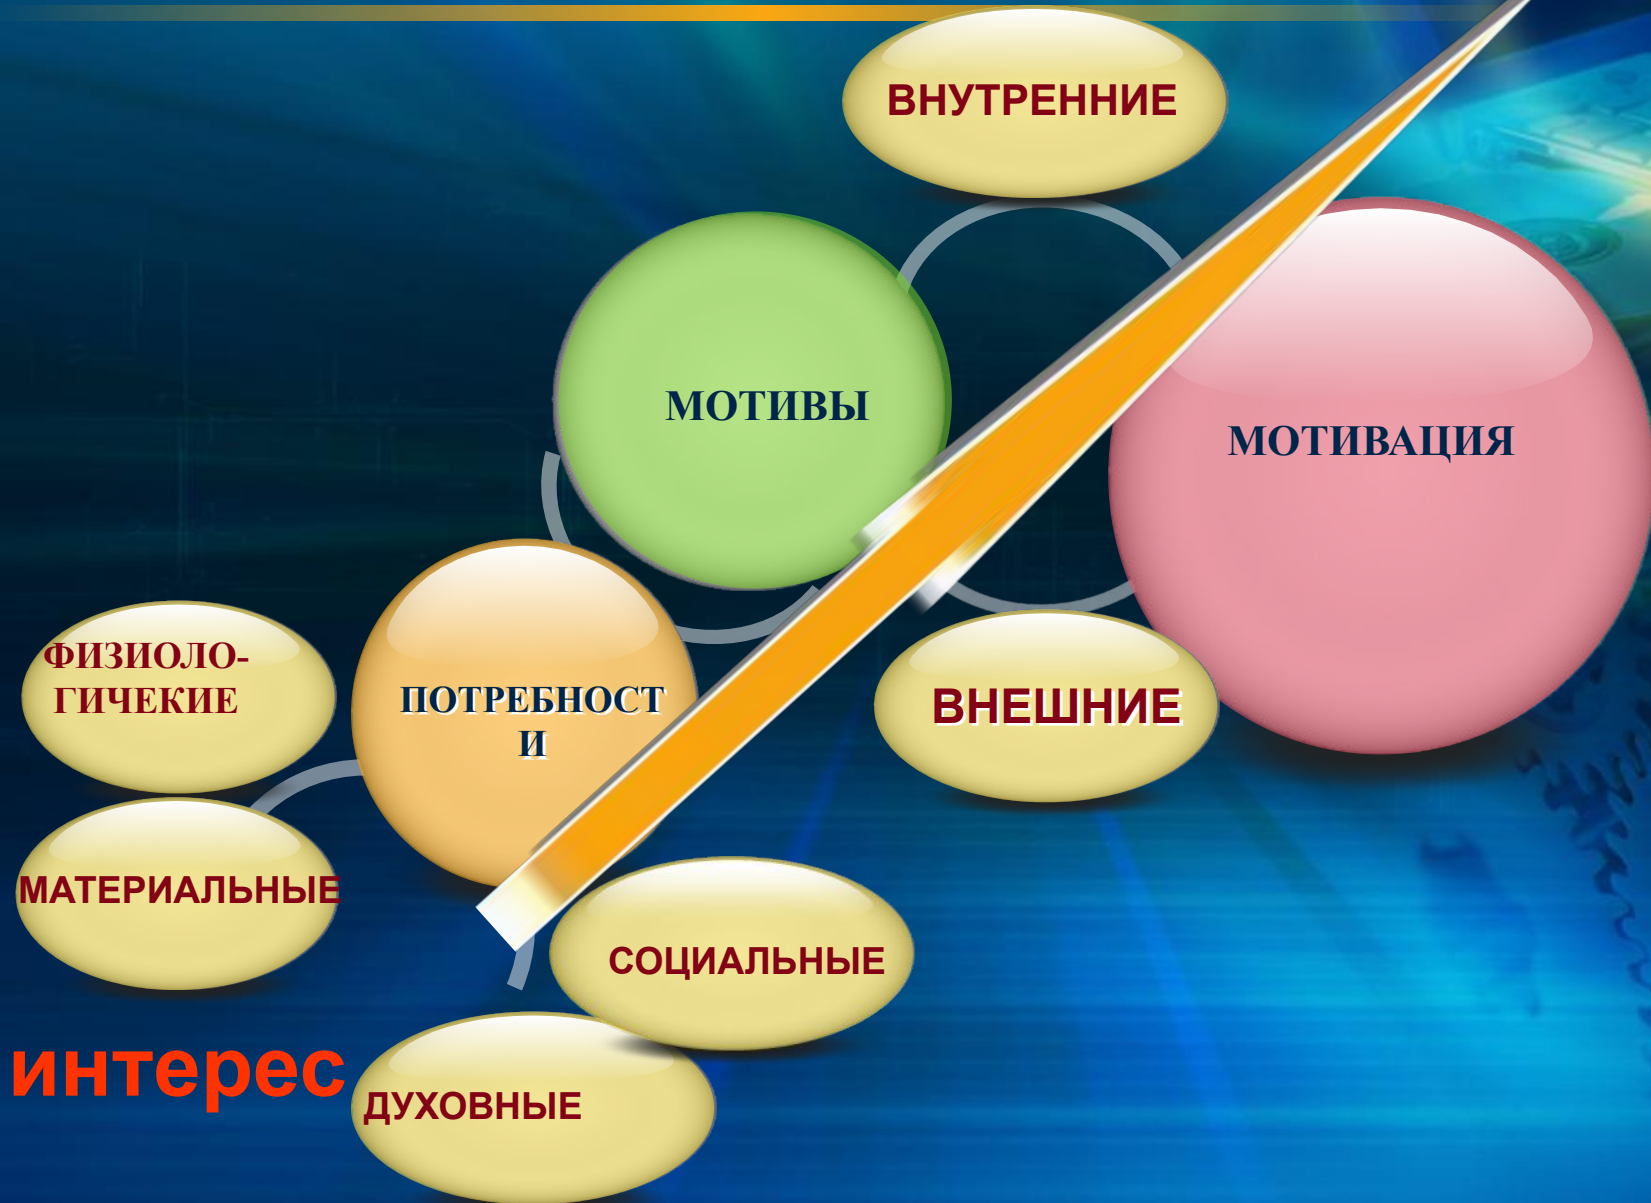 ВНУТРЕННИЕ
МОТИВЫ
МОТИВАЦИЯ
ФИЗИОЛО-
ГИЧЕКИЕ
ПОТРЕБНОСТ
И
ВНЕШНИЕ
МАТЕРИАЛЬНЫЕ
СОЦИАЛЬНЫЕ
интерес
ДУХОВНЫЕ